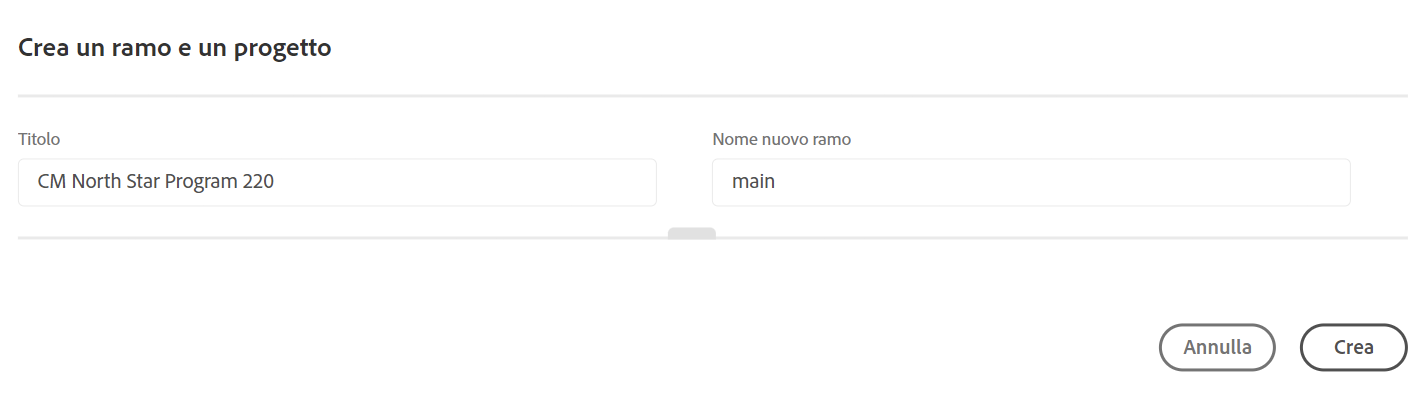 Crea un ramo e un progetto
Titolo
Nome nuovo ramo
CM North Star Program 220
main
Annulla
Crea